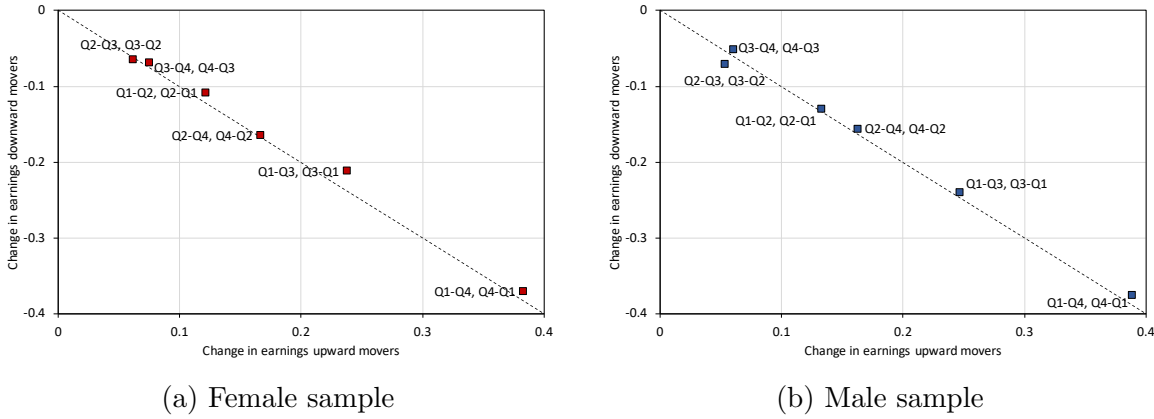 0
-0.1
-0.2
-0.3
-0.4
Change in earnings downward movers
Q2-Q3, Q3-Q2
Q3-Q4, Q4-Q3
Q1-Q2, Q2-Q1
Q2-Q4, Q4-Q2
Q1-Q3, Q3-Q1
Q1-Q4, Q4-Q1
0
0.1
0.2
0.3
0.4
Change in earnings upward movers
(a) Female sample
0
-0.1
-0.2
-0.3
-0.4
Change in earnings downward movers
Q3-Q4, Q4-Q3
Q2-Q3, Q3-Q2
Q1-Q2, Q2-Q1
Q2-Q4, Q4-Q2
Q1-Q3, Q3-Q1
Q1-Q4, Q4-Q1
0
0.1
0.2
0.3
0.4
Change in earnings upward movers
(b) Male sample